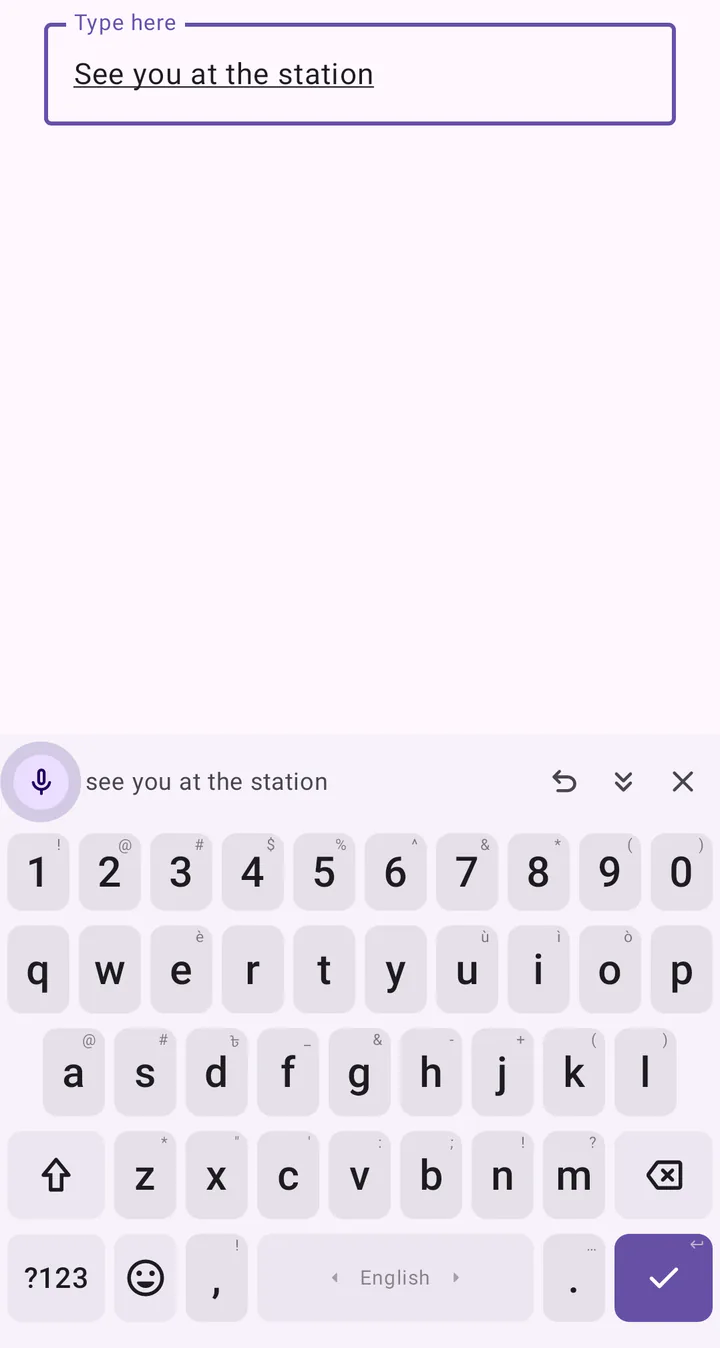 Type here
See you at the station
see you at the station
! @ # $ % ^ & * ( )
1 2 3 4 5 6 7 8 9 0
è ù ì ò
q w e r t y u i o p
@ # _ & - + ( )
a s d f g h j k l
* " ' : ; ! ?
z x c v b n m
! …
?123 , English .